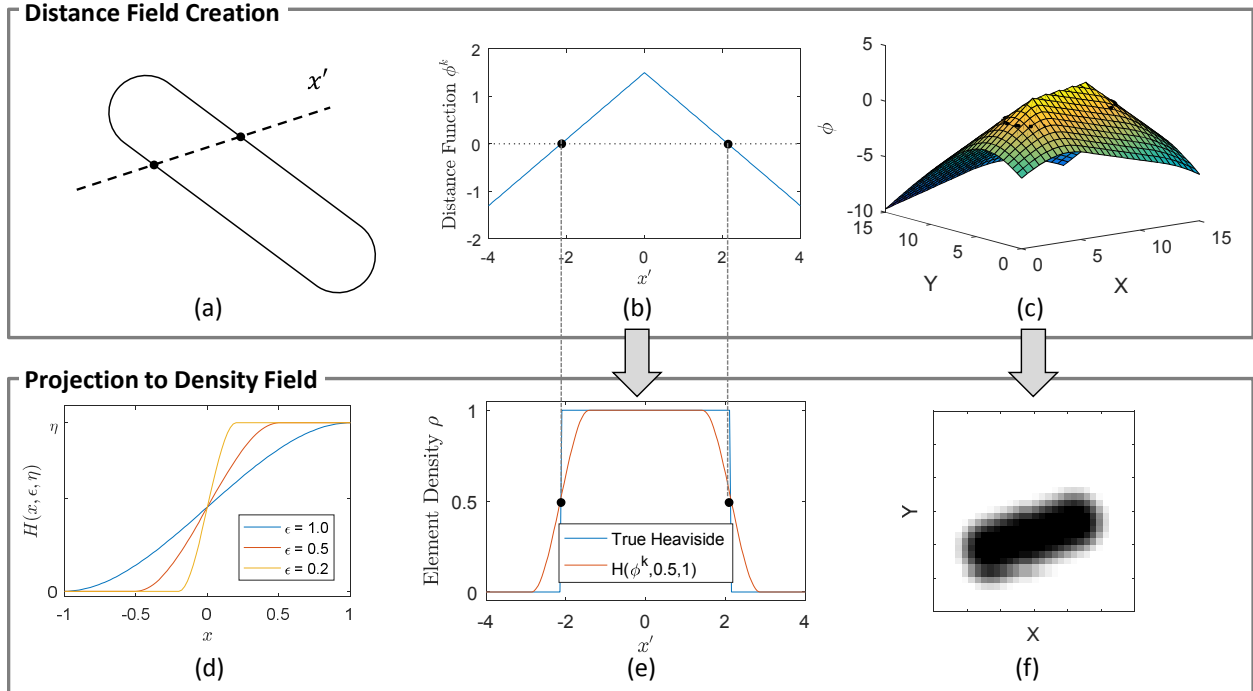 Distance Field Creation
x′
(a)
Distance Function ϕ^k
2
1
0
-1
-2
-4
-2
0
2
4
x′
(b)
ϕ
5
0
-5
-10
15
10
5
0
Y
0
5
10
15
X
(c)
Projection to Density Field
H(x, ϵ, η)
η
0
-1
-0.5
0
0.5
1
x
ϵ = 1.0
ϵ = 0.5
ϵ = 0.2
(d)
Element Density ρ
1
0.5
0
-4
-2
0
2
4
x′
True Heaviside
H(ϕ^k,0.5,1)
(e)
Y
X
(f)